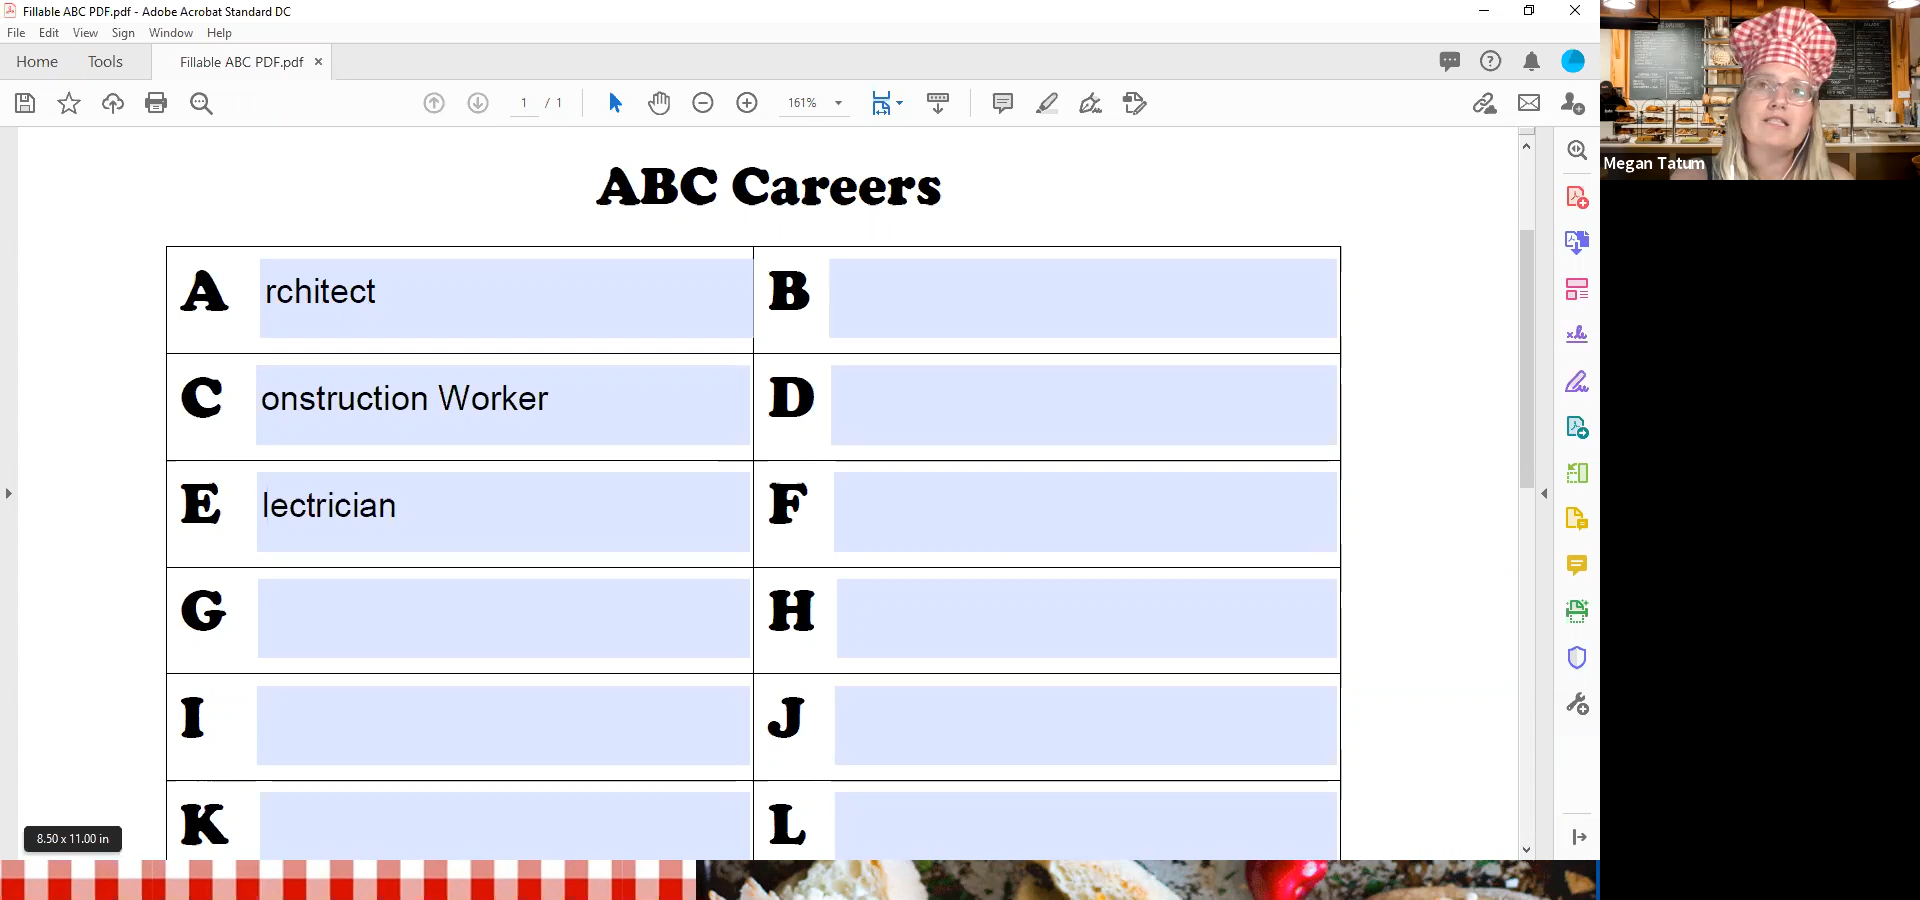 Fillable ABC PDF.pdf - Adobe Acrobat Standard DC
File Edit View Sign Window Help
Home Tools Fillable ABC PDF.pdf ×
1 / 1 161%
ABC Careers
A rchitect B
C onstruction Worker D
E lectrician F
G H
I J
K L
8.50 x 11.00 in
Megan Tatum